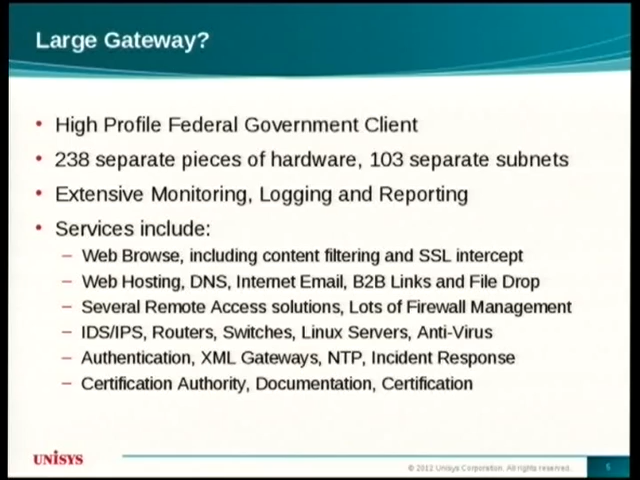 Large Gateway?
• High Profile Federal Government Client
• 238 separate pieces of hardware, 103 separate subnets
• Extensive Monitoring, Logging and Reporting
• Services include:
– Web Browse, including content filtering and SSL intercept
– Web Hosting, DNS, Internet Email, B2B Links and File Drop
– Several Remote Access solutions, Lots of Firewall Management
– IDS/IPS, Routers, Switches, Linux Servers, Anti-Virus
– Authentication, XML Gateways, NTP, Incident Response
– Certification Authority, Documentation, Certification
UNISYS
© 2012 Unisys Corporation. All rights reserved.
5